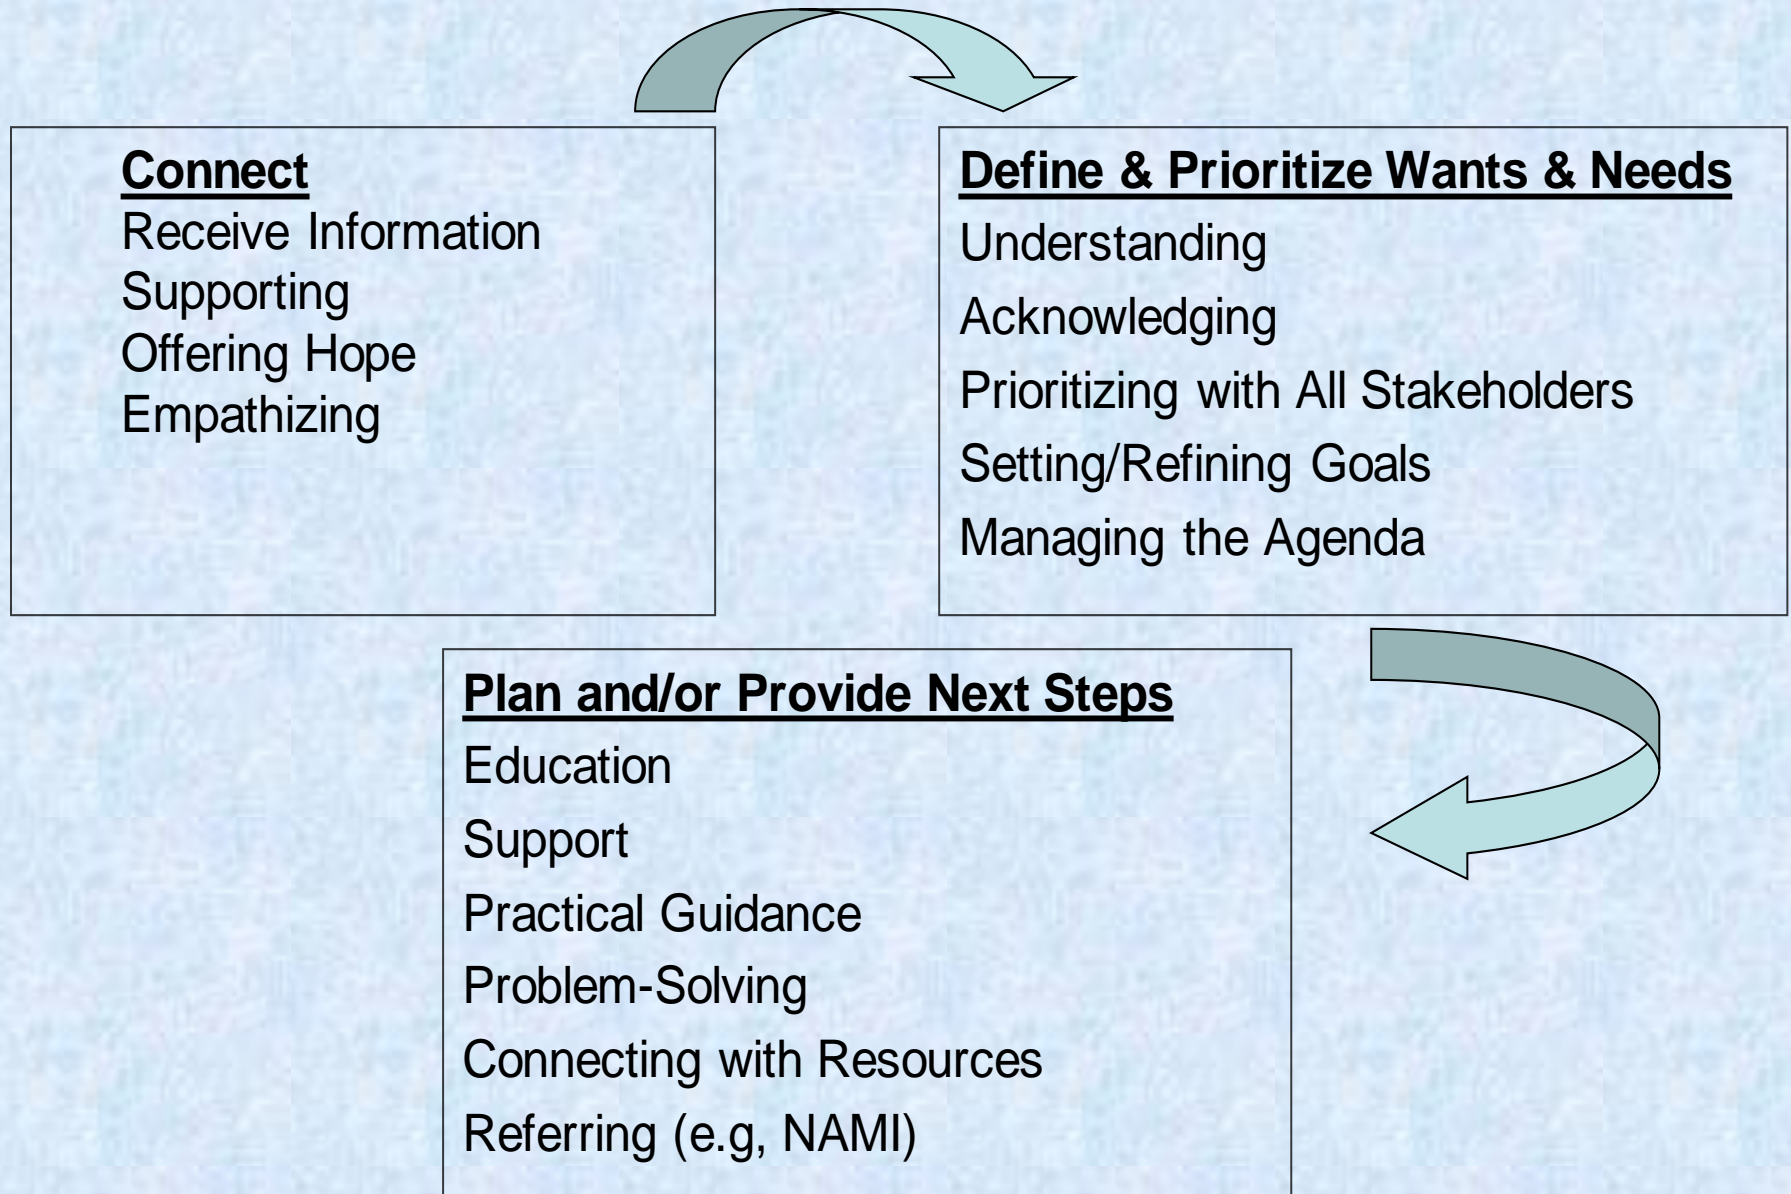 Connect
Receive Information
Supporting
Offering Hope
Empathizing
Define & Prioritize Wants & Needs
Understanding
Acknowledging
Prioritizing with All Stakeholders
Setting/Refining Goals
Managing the Agenda
Plan and/or Provide Next Steps
Education
Support
Practical Guidance
Problem-Solving
Connecting with Resources
Referring (e.g, NAMI)